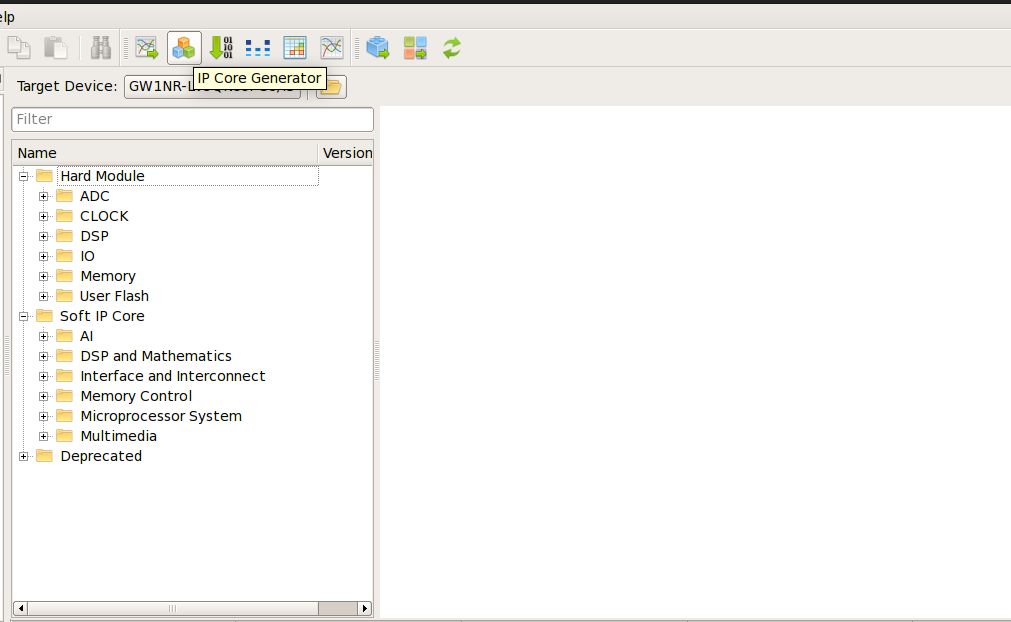 elp
IP Core Generator
Target Device: GW1NR-L
Filter
Name Version
Hard Module
ADC
CLOCK
DSP
IO
Memory
User Flash
Soft IP Core
AI
DSP and Mathematics
Interface and Interconnect
Memory Control
Microprocessor System
Multimedia
Deprecated